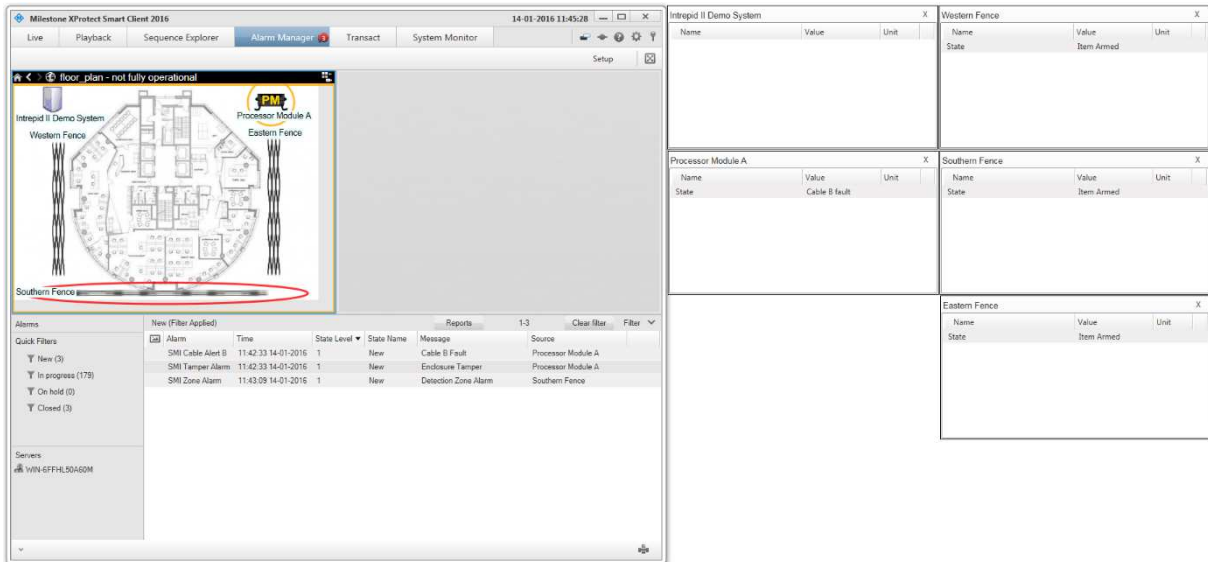 Milestone XProtect Smart Client 2016 14-01-2016 11:45:28
Live Playback Sequence Explorer Alarm Manager Transact System Monitor
Setup
floor_plan - not fully operational
Intrepid II Demo System
PM
Processor Module A
Western Fence
Eastern Fence
Southern Fence
Alarms
Quick Filters
New (3)
In progress (179)
On hold (0)
Closed (3)
Servers
WIN-6FFHL50A60M
New (Filter Applied) Reports 1-3 Clear filter Filter
Alarm Time State Level State Name Message Source
SMI Cable Alert B 11:42:33 14-01-2016 1 New Cable B Fault Processor Module A
SMI Tamper Alarm 11:42:33 14-01-2016 1 New Enclosure Tamper Processor Module A
SMI Zone Alarm 11:43:09 14-01-2016 1 New Detection Zone Alarm Southern Fence
Intrepid II Demo System X
Name Value Unit
Western Fence X
Name Value Unit
State Item Armed
Processor Module A X
Name Value Unit
State Cable B fault
Southern Fence X
Name Value Unit
State Item Armed
Eastern Fence X
Name Value Unit
State Item Armed